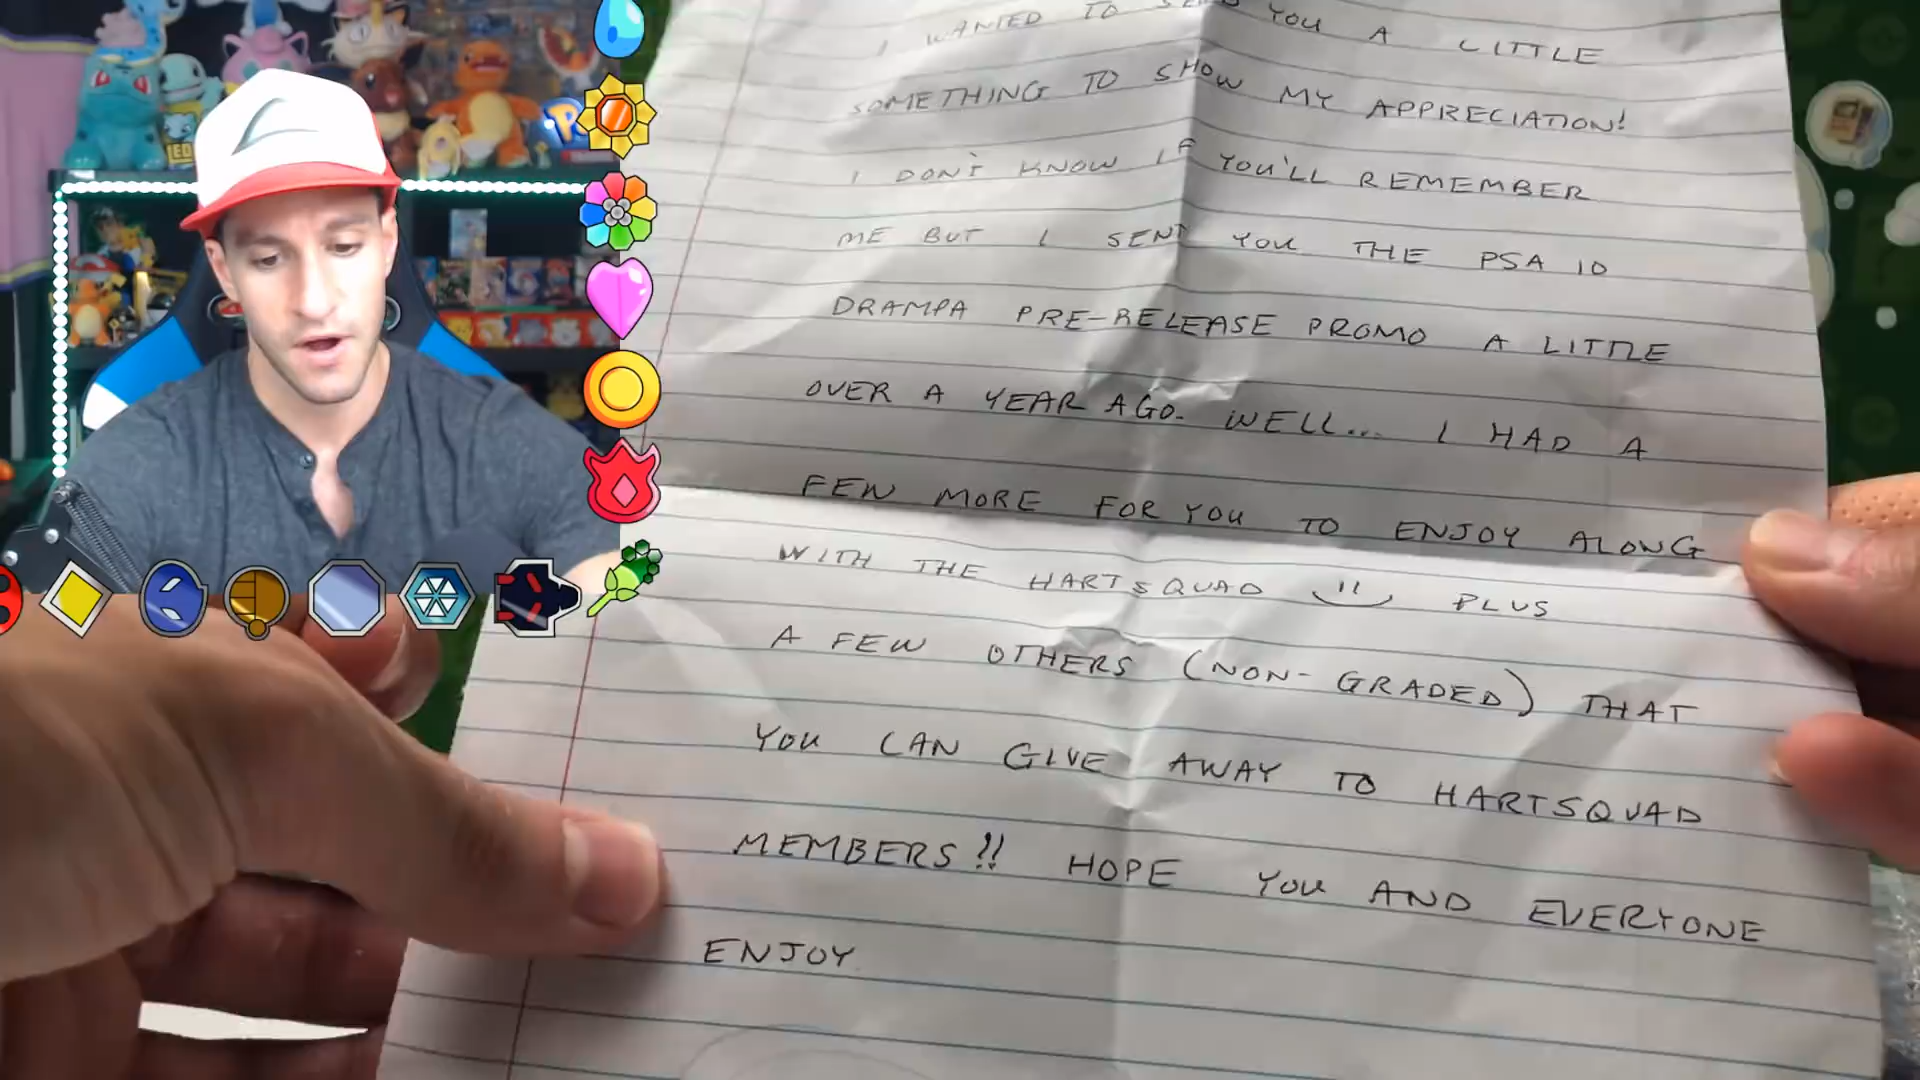 I WANTED TO SEND YOU A LITTLE
SOMETHING TO SHOW MY APPRECIATION!
I DON'T KNOW IF YOU'LL REMEMBER
ME BUT I SENT YOU THE PSA 10
DRAMPA PRE-RELEASE PROMO A LITTLE
OVER A YEAR AGO. WELL... I HAD A
FEW MORE FOR YOU TO ENJOY ALONG
WITH THE HARTSQUAD PLUS
A FEW OTHERS (NON-GRADED) THAT
YOU CAN GIVE AWAY TO HARTSQUAD
MEMBERS!! HOPE YOU AND EVERYONE
ENJOY